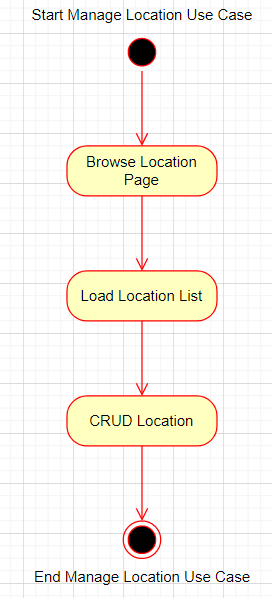 Start Manage Location Use Case
Browse Location
Page
Load Location List
CRUD Location
End Manage Location Use Case